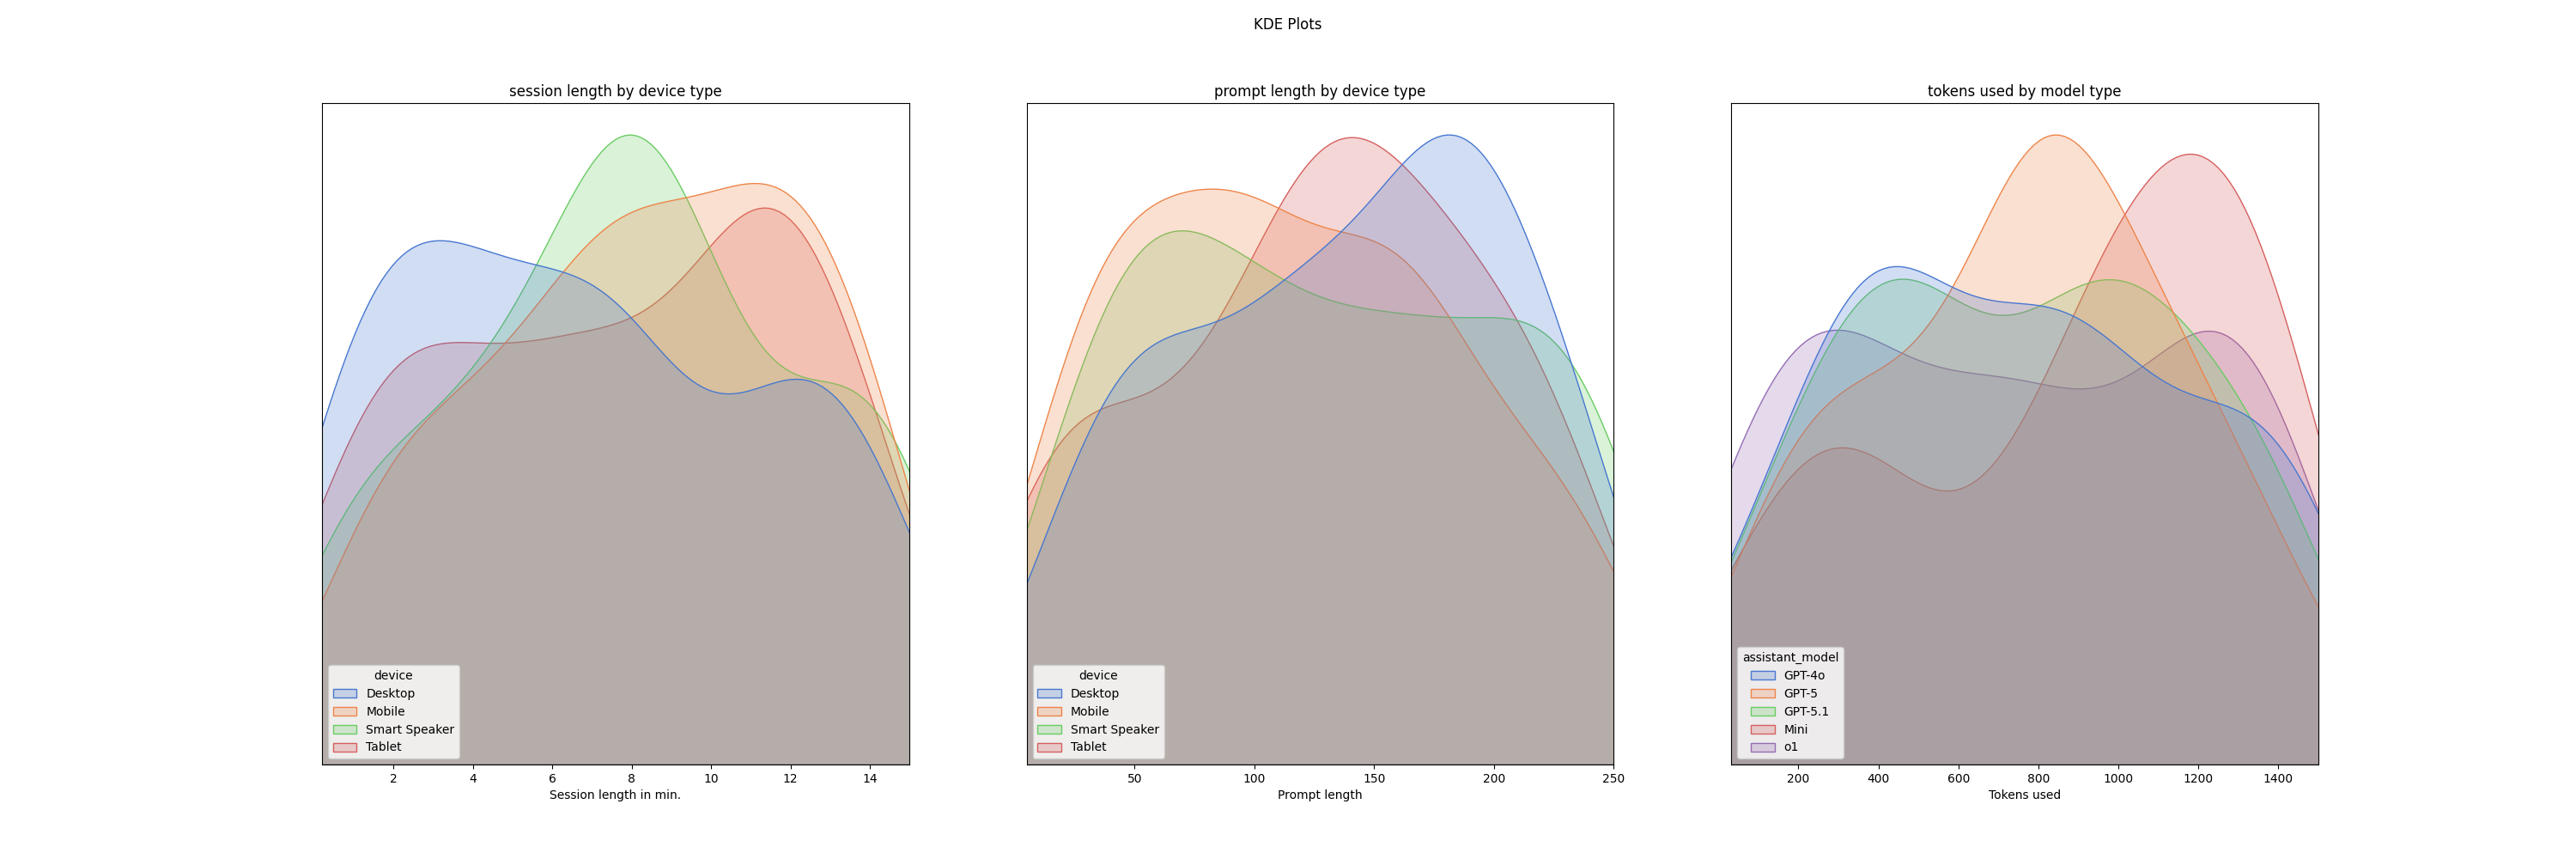 KDE Plots
session length by device type
device
Desktop
Mobile
Smart Speaker
Tablet
2 4 6 8 10 12 14
Session length in min.
prompt length by device type
device
Desktop
Mobile
Smart Speaker
Tablet
50 100 150 200 250
Prompt length
tokens used by model type
assistant_model
GPT-4o
GPT-5
GPT-5.1
Mini
o1
200 400 600 800 1000 1200 1400
Tokens used